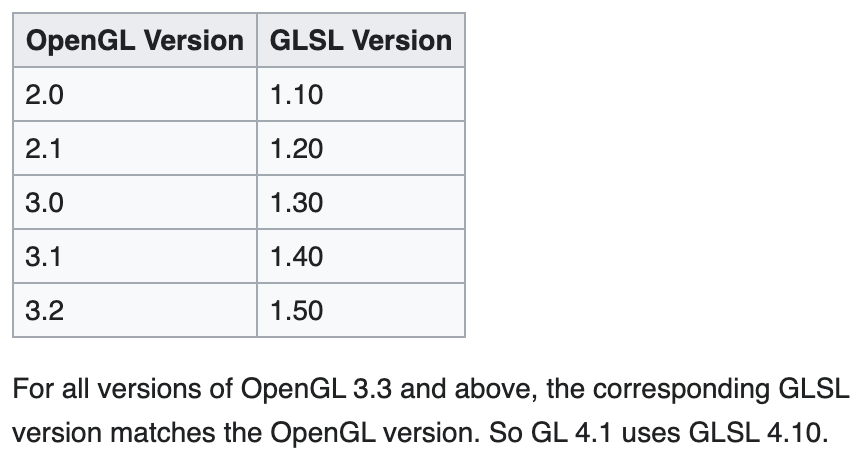 OpenGL Version GLSL Version
2.0 1.10
2.1 1.20
3.0 1.30
3.1 1.40
3.2 1.50
For all versions of OpenGL 3.3 and above, the corresponding GLSL
version matches the OpenGL version. So GL 4.1 uses GLSL 4.10.